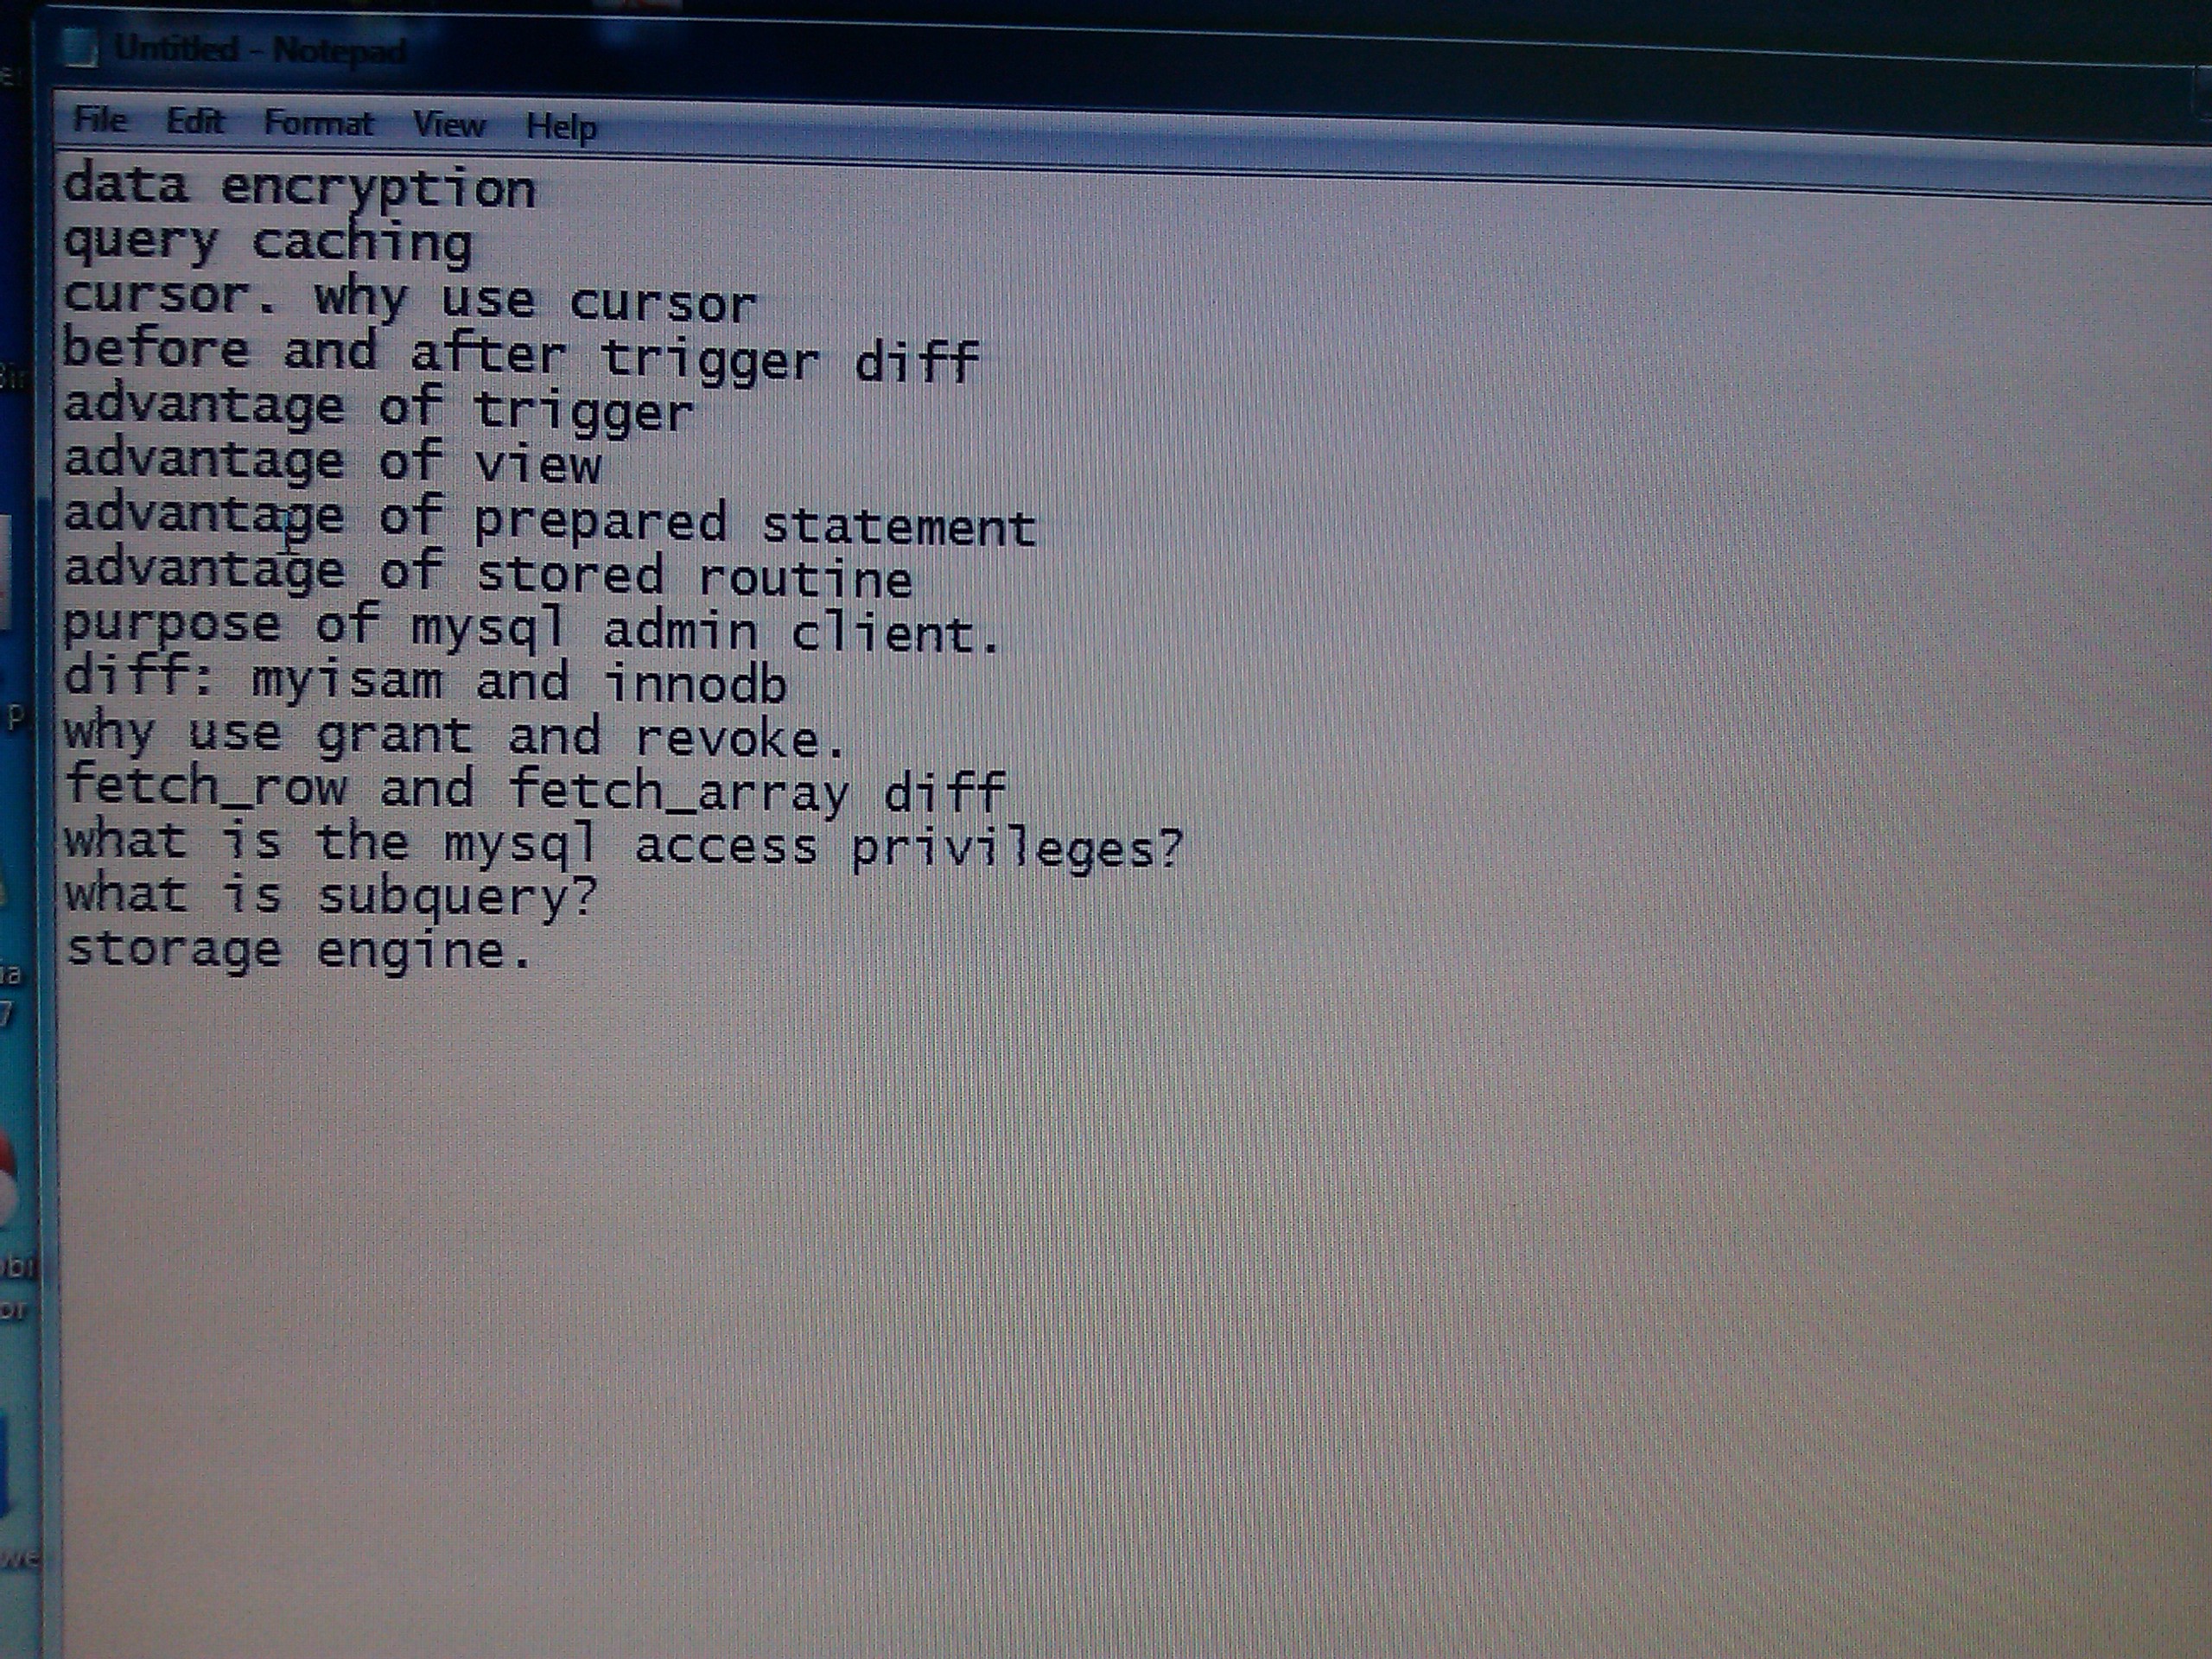 Untitled - Notepad
File Edit Format View Help
data encryption
query caching
cursor. why use cursor
before and after trigger diff
advantage of trigger
advantage of view
advantage of prepared statement
advantage of stored routine
purpose of mysql admin client.
diff: myisam and innodb
why use grant and revoke.
fetch_row and fetch_array diff
what is the mysql access privileges?
what is subquery?
storage engine.